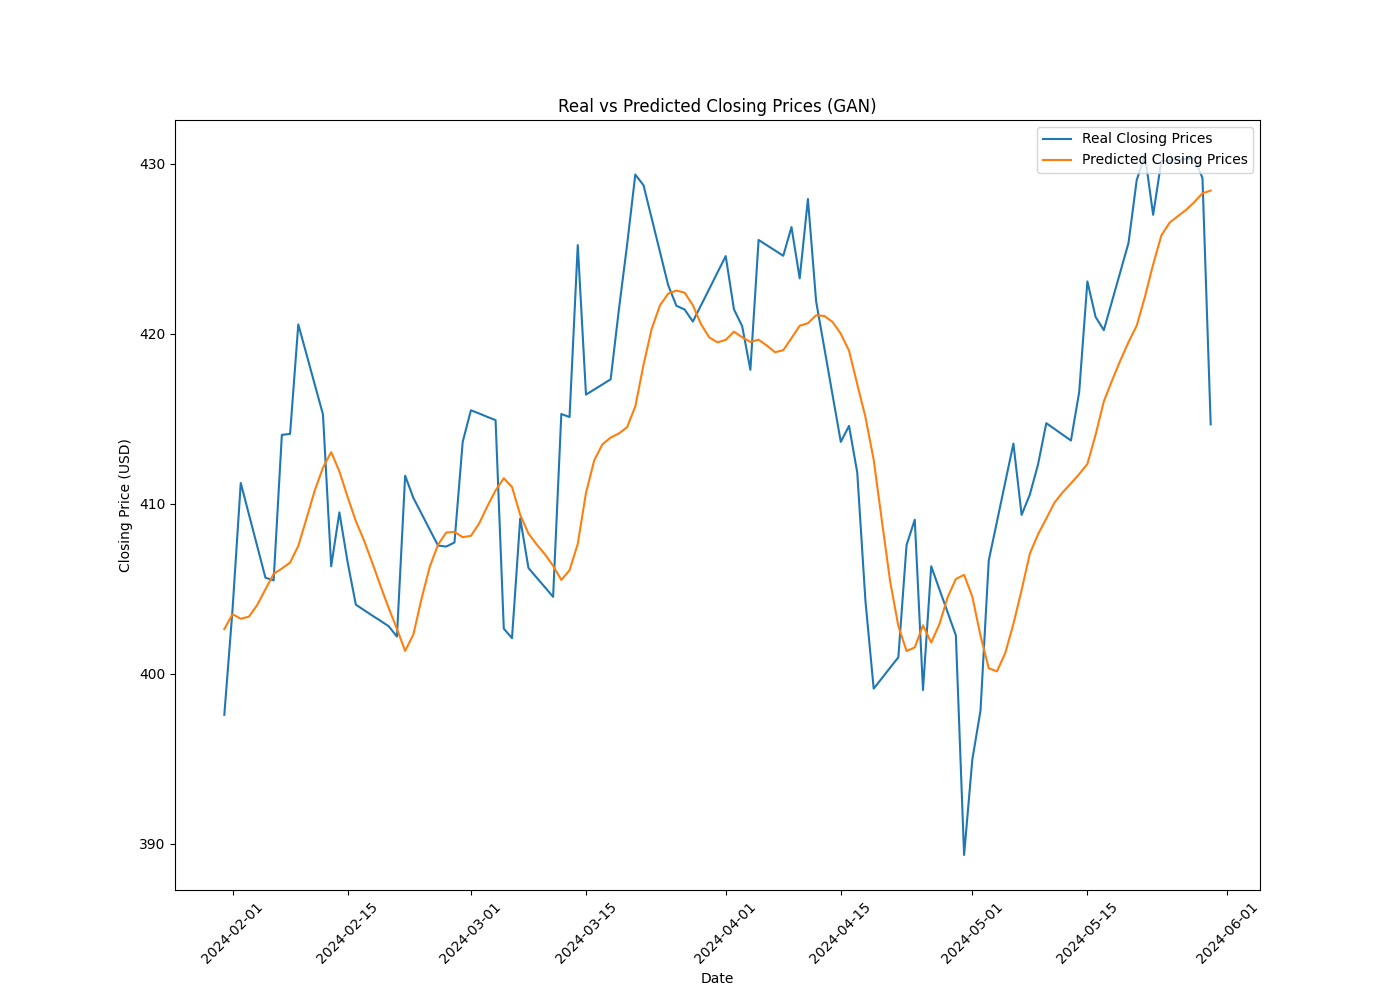 Real vs Predicted Closing Prices (GAN)
Real Closing Prices
Predicted Closing Prices
430
420
410
400
390
Closing Price (USD)
2024-02-01
2024-02-15
2024-03-01
2024-03-15
2024-04-01
2024-04-15
2024-05-01
2024-05-15
2024-06-01
Date